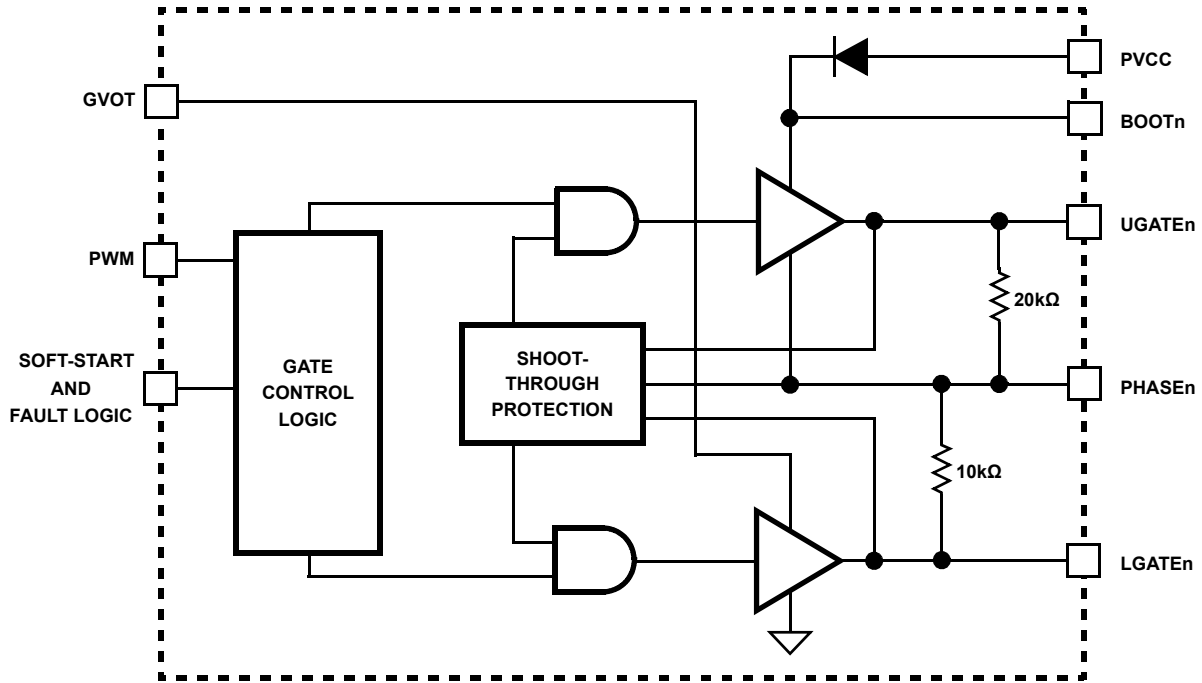 PVCC
GVOT
BOOTn
UGATEn
PWM
20kΩ
SOFT-START
AND
FAULT LOGIC
GATE
CONTROL
LOGIC
SHOOT-
THROUGH
PROTECTION
PHASEn
10kΩ
LGATEn